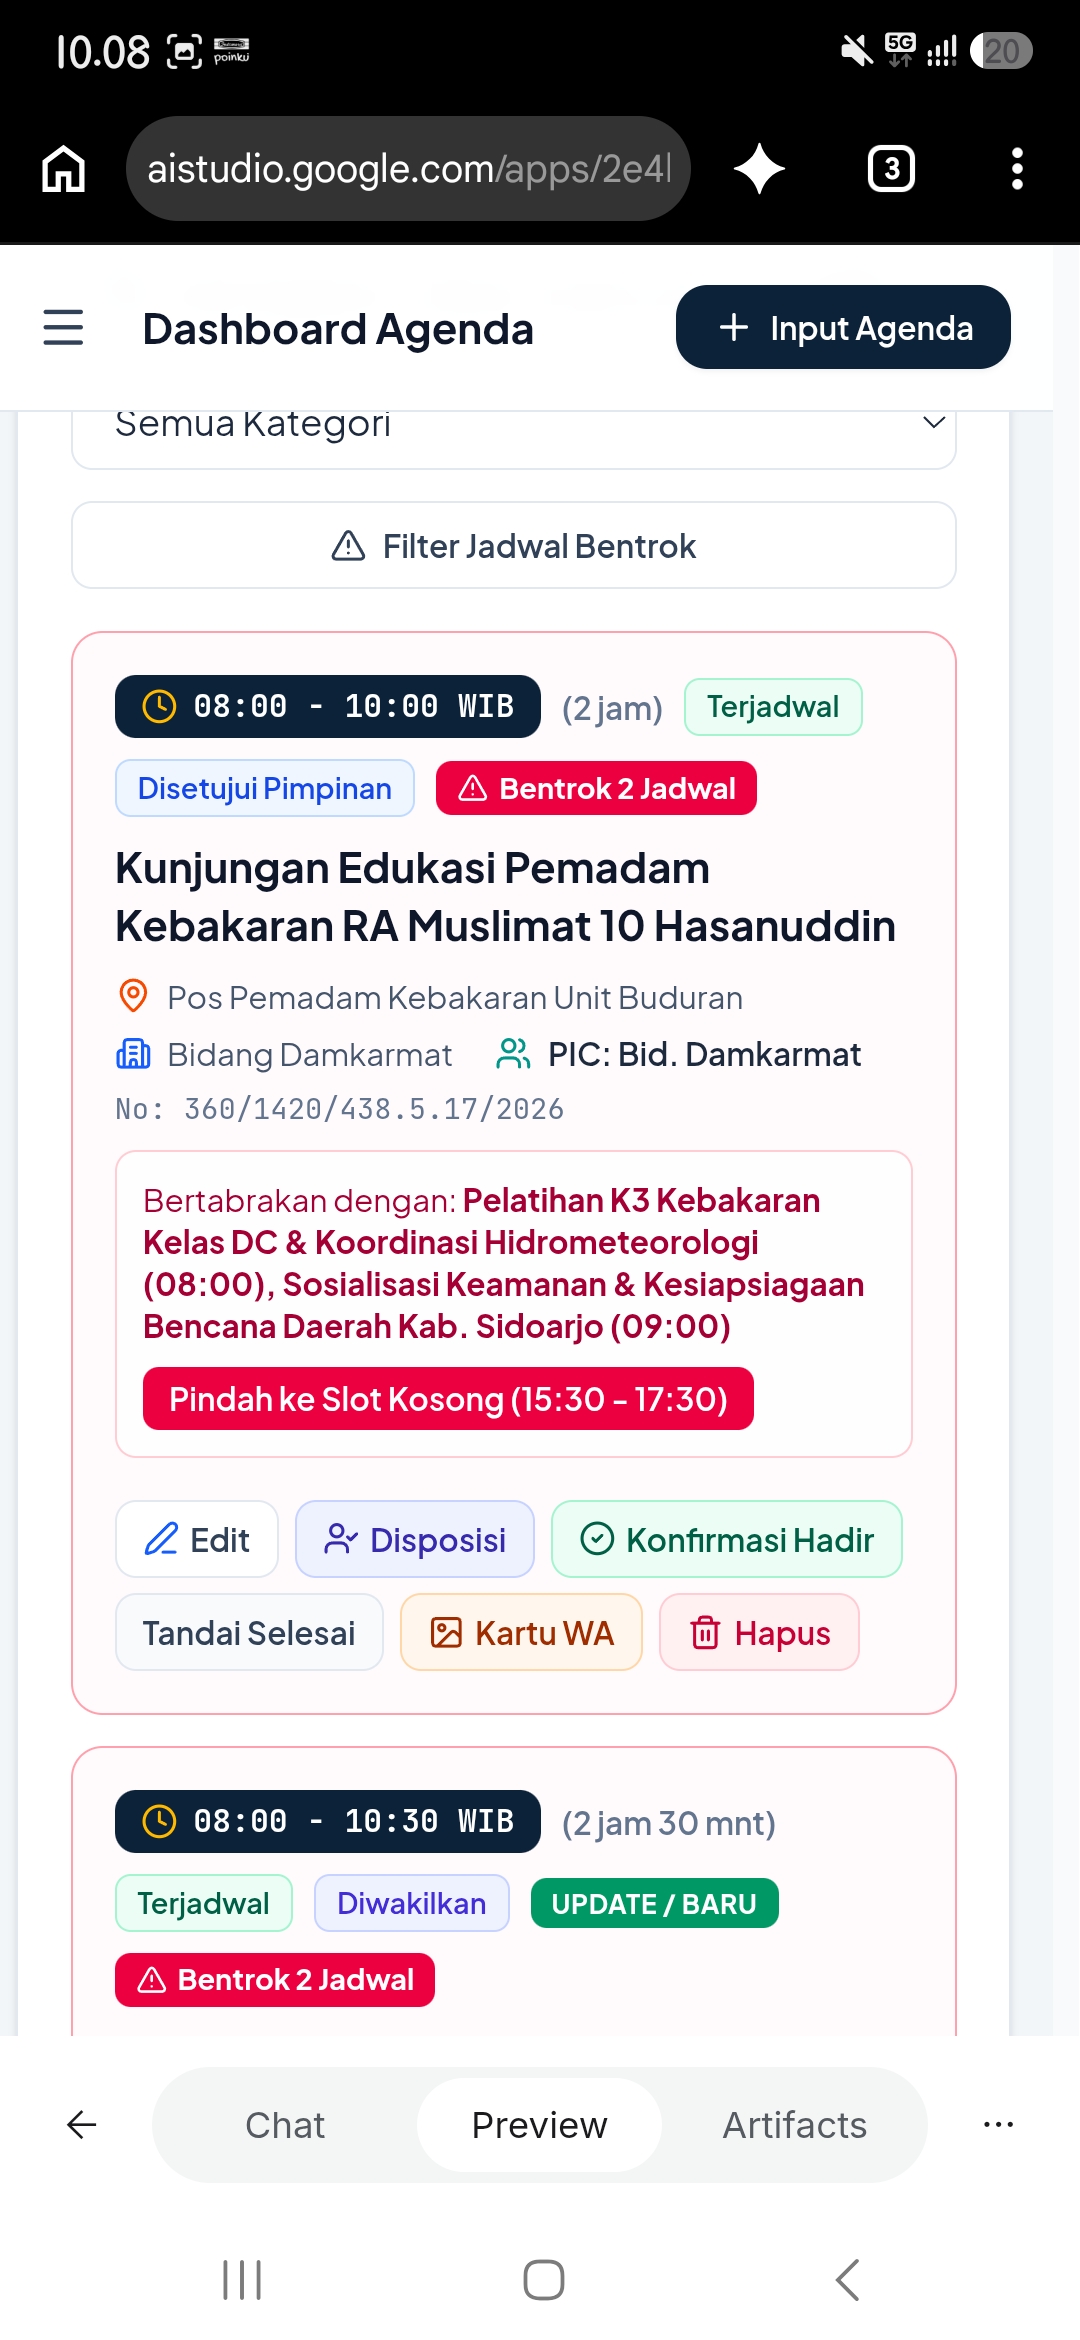 10.08
poinku
5G
20
aistudio.google.com/apps/2e4
3
Dashboard Agenda
Input Agenda
Semua Kategori
Filter Jadwal Bentrok
08:00 - 10:00 WIB (2 jam) Terjadwal
Disetujui Pimpinan Bentrok 2 Jadwal
Kunjungan Edukasi Pemadam
Kebakaran RA Muslimat 10 Hasanuddin
Pos Pemadam Kebakaran Unit Buduran
Bidang Damkarmat PIC: Bid. Damkarmat
No: 360/1420/438.5.17/2026
Bertabrakan dengan: Pelatihan K3 Kebakaran
Kelas DC & Koordinasi Hidrometeorologi
(08:00), Sosialisasi Keamanan & Kesiapsiagaan
Bencana Daerah Kab. Sidoarjo (09:00)
Pindah ke Slot Kosong (15:30 - 17:30)
Edit Disposisi Konfirmasi Hadir
Tandai Selesai Kartu WA Hapus
08:00 - 10:30 WIB (2 jam 30 mnt)
Terjadwal Diwakilkan UPDATE / BARU
Bentrok 2 Jadwal
Chat Preview Artifacts